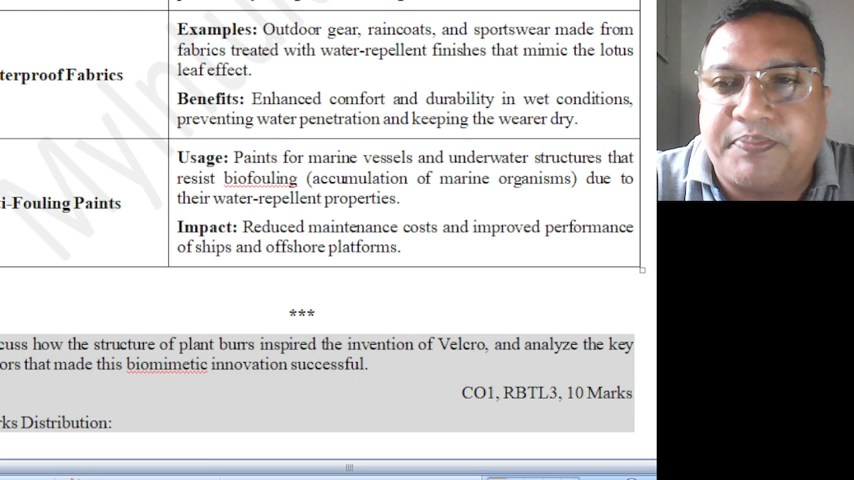 Examples: Outdoor gear, raincoats, and sportswear made from
fabrics treated with water-repellent finishes that mimic the lotus
leaf effect.
terproof Fabrics
Benefits: Enhanced comfort and durability in wet conditions,
preventing water penetration and keeping the wearer dry.
Usage: Paints for marine vessels and underwater structures that
resist biofouling (accumulation of marine organisms) due to
ti-Fouling Paints
their water-repellent properties.
Impact: Reduced maintenance costs and improved performance
of ships and offshore platforms.
***
cuss how the structure of plant burrs inspired the invention of Velcro, and analyze the key
ors that made this biomimetic innovation successful.
CO1, RBTL3, 10 Marks
rks Distribution: